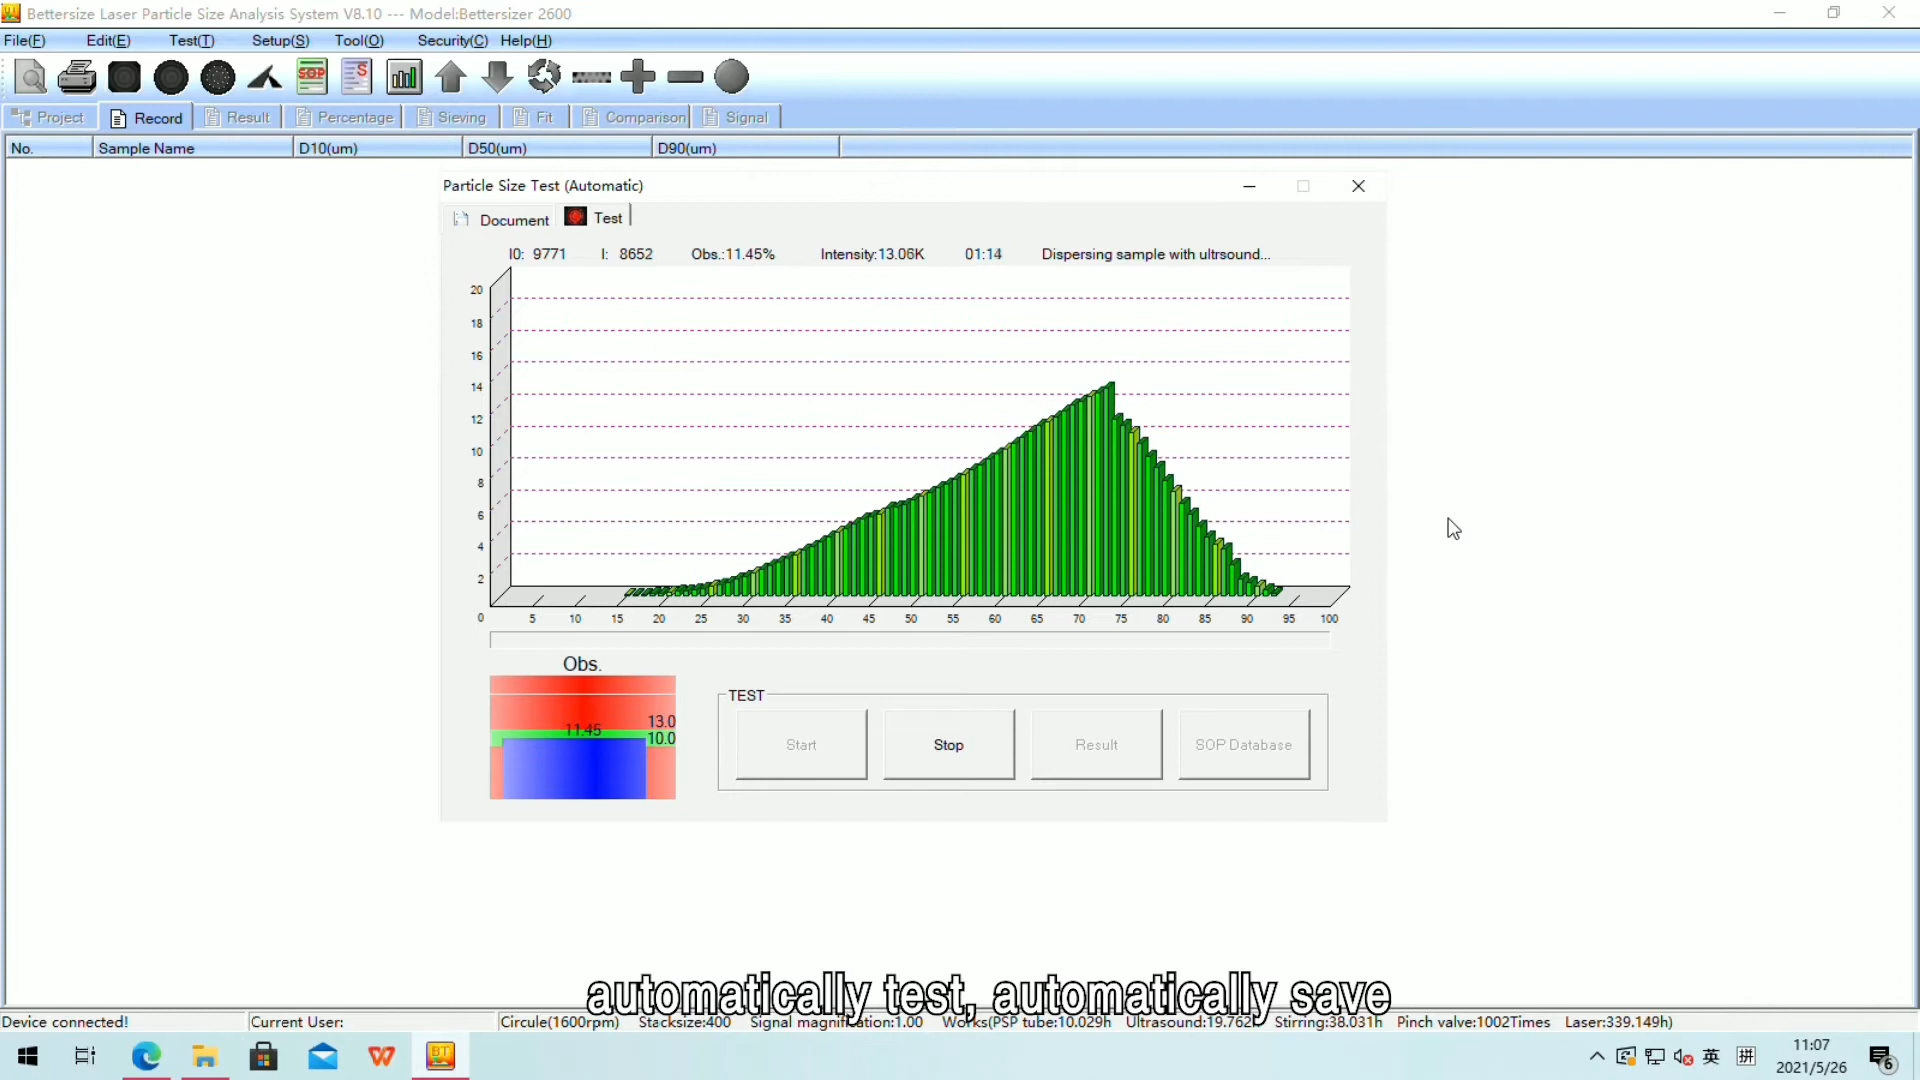 Bettersize Laser Particle Size Analysis System V8.10 --- Model:Bettersizer 2600
File(F) Edit(E) Test(T) Setup(S) Tool(O) Security(C) Help(H)
SOP S
Project Record Result Percentage Sieving Fit Comparison Signal
No. Sample Name D10(um) D50(um) D90(um)
Particle Size Test (Automatic)
Document Test
I0: 9771 I: 8652 Obs.:11.45% Intensity:13.06K 01:14 Dispersing sample with ultrsound...
20
18
16
14
12
10
8
6
4
2
0 5 10 15 20 25 30 35 40 45 50 55 60 65 70 75 80 85 90 95 100
Obs.
11.45
13.0
10.0
TEST
Start Stop Result SOP Database
automatically test, automatically save
Device connected! Current User: Circule(1600rpm) Stacksize:400 Signal magnification:1.00 Works(PSP tube:10.029h Ultrasound:19.762h Stirring:38.031h Pinch valve:1002Times Laser:339.149h)
W BT 英 拼 11:07
2021/5/26
6